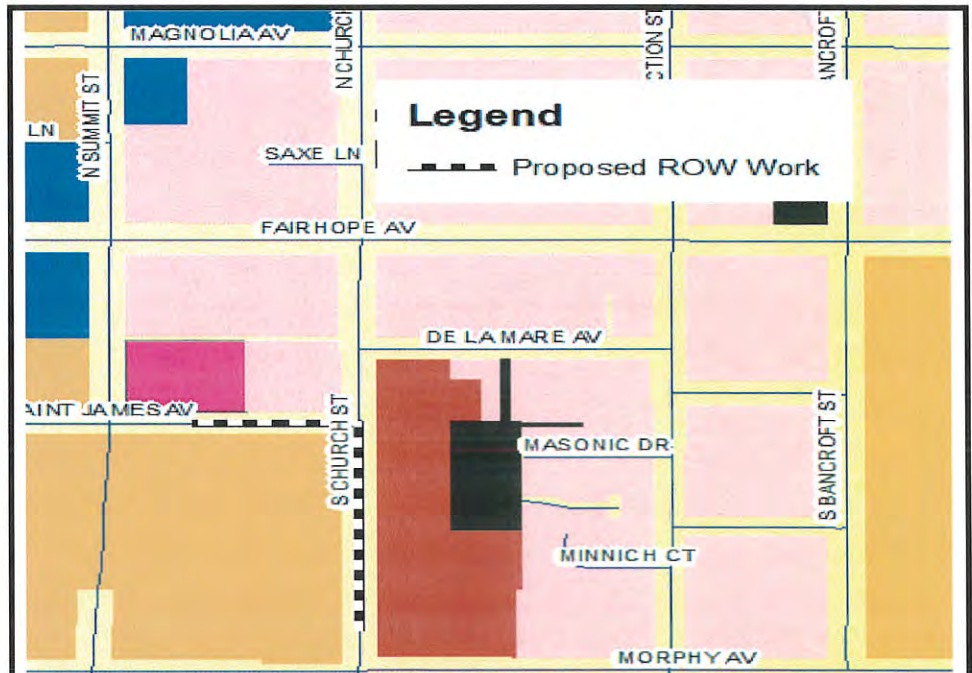 MAGNOLIA AV
N CHURCH
CTION ST
ANCROFT
N SUMMIT ST
LN
Legend
Proposed ROW Work
SAXE LN
FAIRHOPE AV
DE LA MARE AV
AINT JAMES AV
S CHURCH ST
MASONIC DR
S BANCROFT ST
MINNICH CT
MORPHY AV